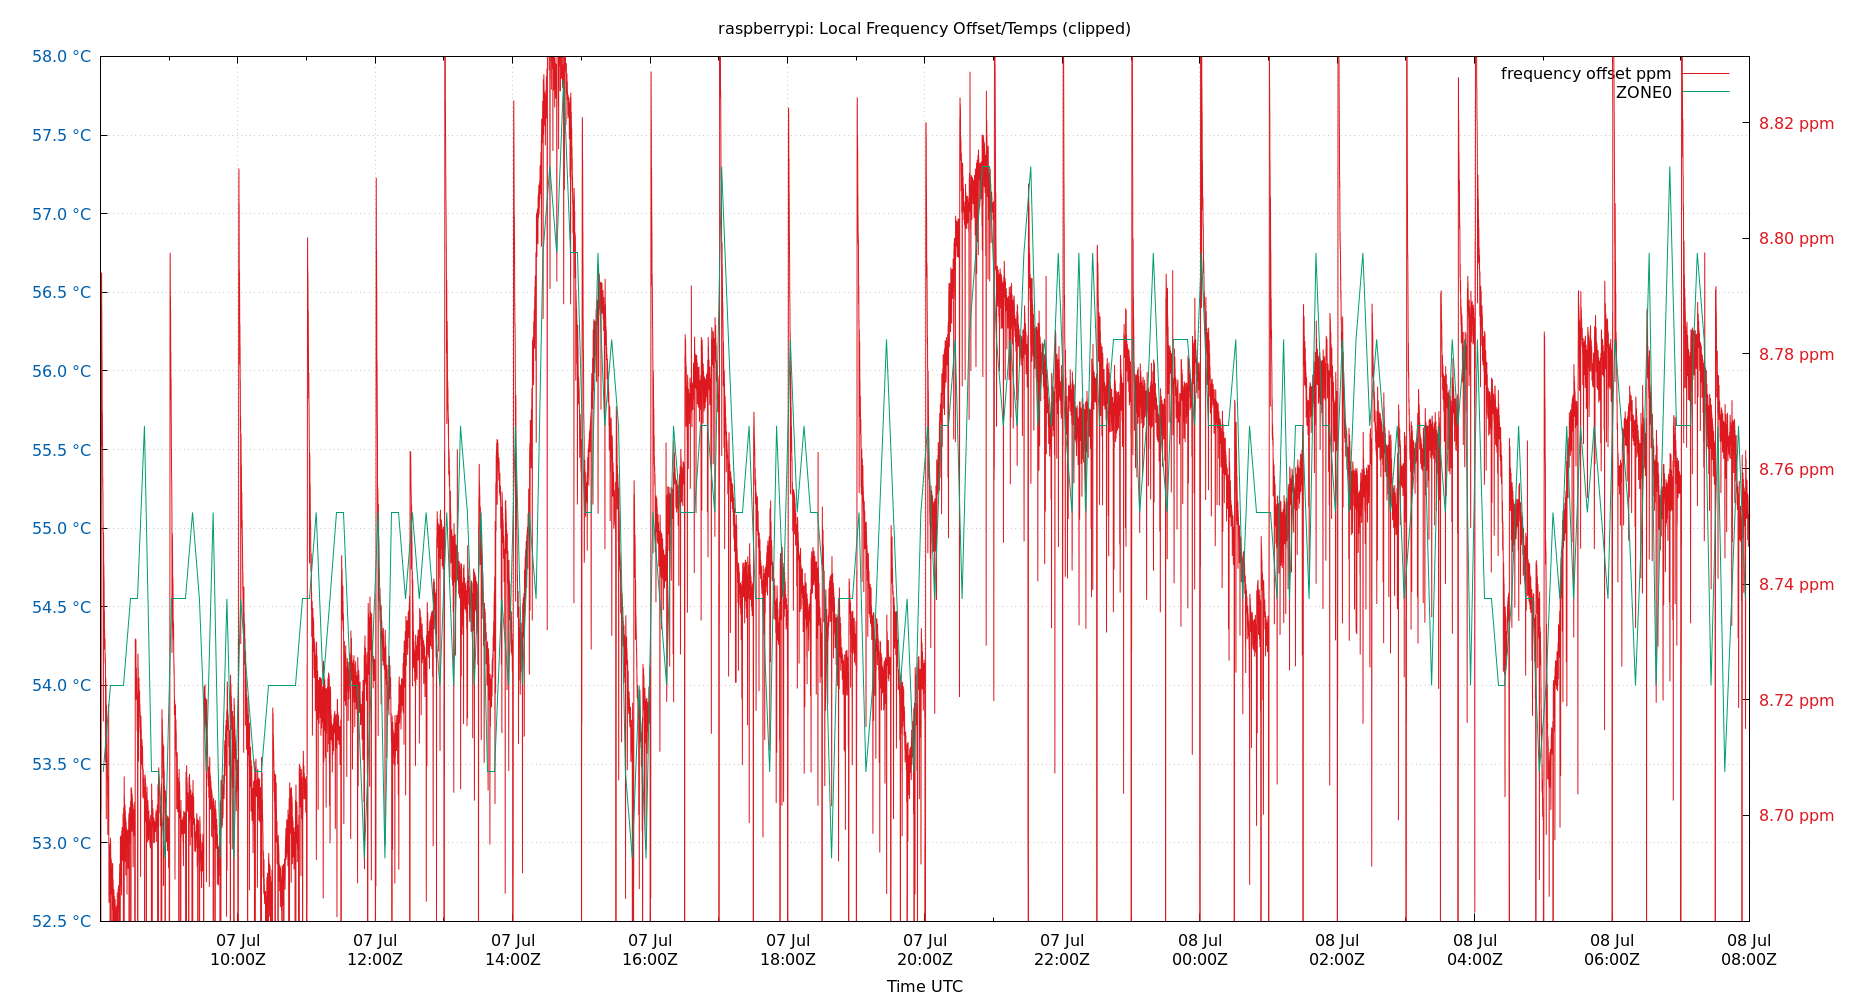 raspberrypi: Local Frequency Offset/Temps (clipped)
58.0 °C
57.5 °C
57.0 °C
56.5 °C
56.0 °C
55.5 °C
55.0 °C
54.5 °C
54.0 °C
53.5 °C
53.0 °C
52.5 °C
frequency offset ppm
ZONE0
8.82 ppm
8.80 ppm
8.78 ppm
8.76 ppm
8.74 ppm
8.72 ppm
8.70 ppm
07 Jul 07 Jul 07 Jul 07 Jul 07 Jul 07 Jul 07 Jul 08 Jul 08 Jul 08 Jul 08 Jul 08 Jul
10:00Z 12:00Z 14:00Z 16:00Z 18:00Z 20:00Z 22:00Z 00:00Z 02:00Z 04:00Z 06:00Z 08:00Z
Time UTC